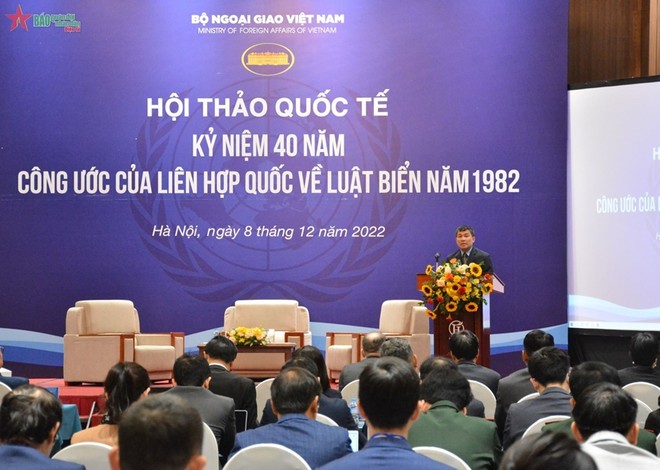 BÁO
BỘ NGOẠI GIAO VIỆT NAM
MINISTRY OF FOREIGN AFFAIRS OF VIETNAM
HỘI THẢO QUỐC TẾ
KỶ NIỆM 40 NĂM
CÔNG ƯỚC CỦA LIÊN HỢP QUỐC VỀ LUẬT BIỂN NĂM 1982
Hà Nội, ngày 8 tháng 12 năm 2022
CÔNG ƯỚC CỦA